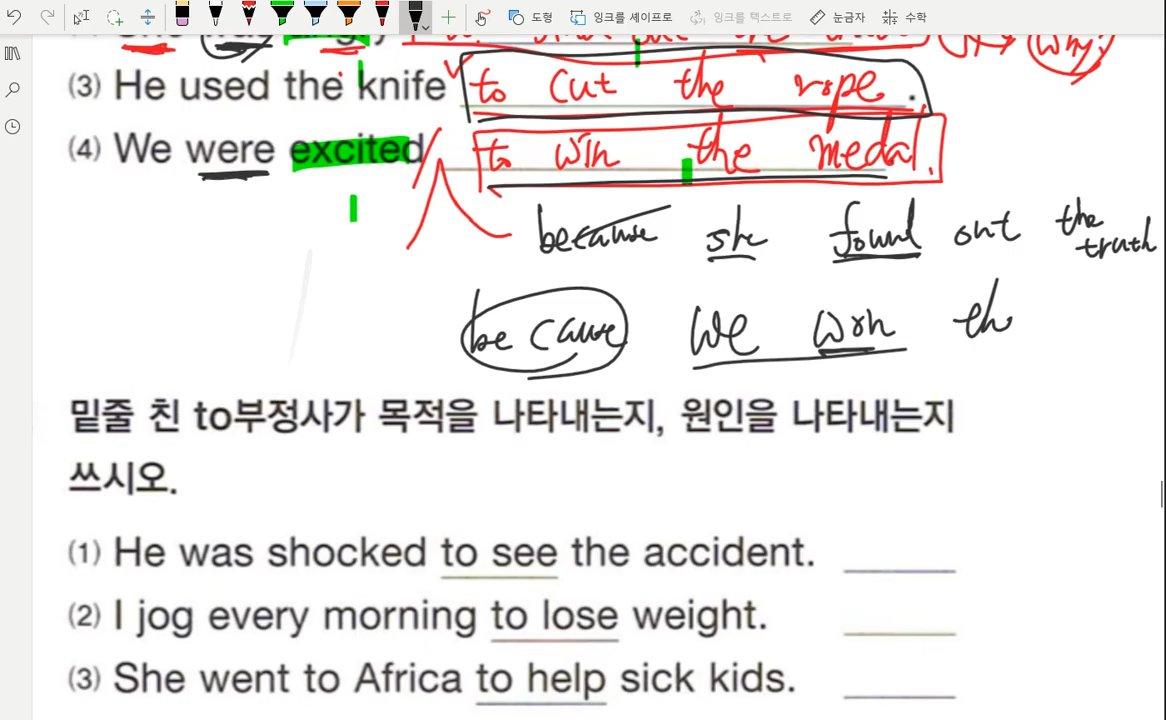 도형 잉크를 셰이프로 잉크를 텍스트로 눈금자 수학
She was angry
(why?)
(3) He used the knife to cut the rope.
(4) We were excited to win the medal.
because she found out the truth
because we won th
밑줄 친 to부정사가 목적을 나타내는지, 원인을 나타내는지
쓰시오.
(1) He was shocked to see the accident.
(2) I jog every morning to lose weight.
(3) She went to Africa to help sick kids.